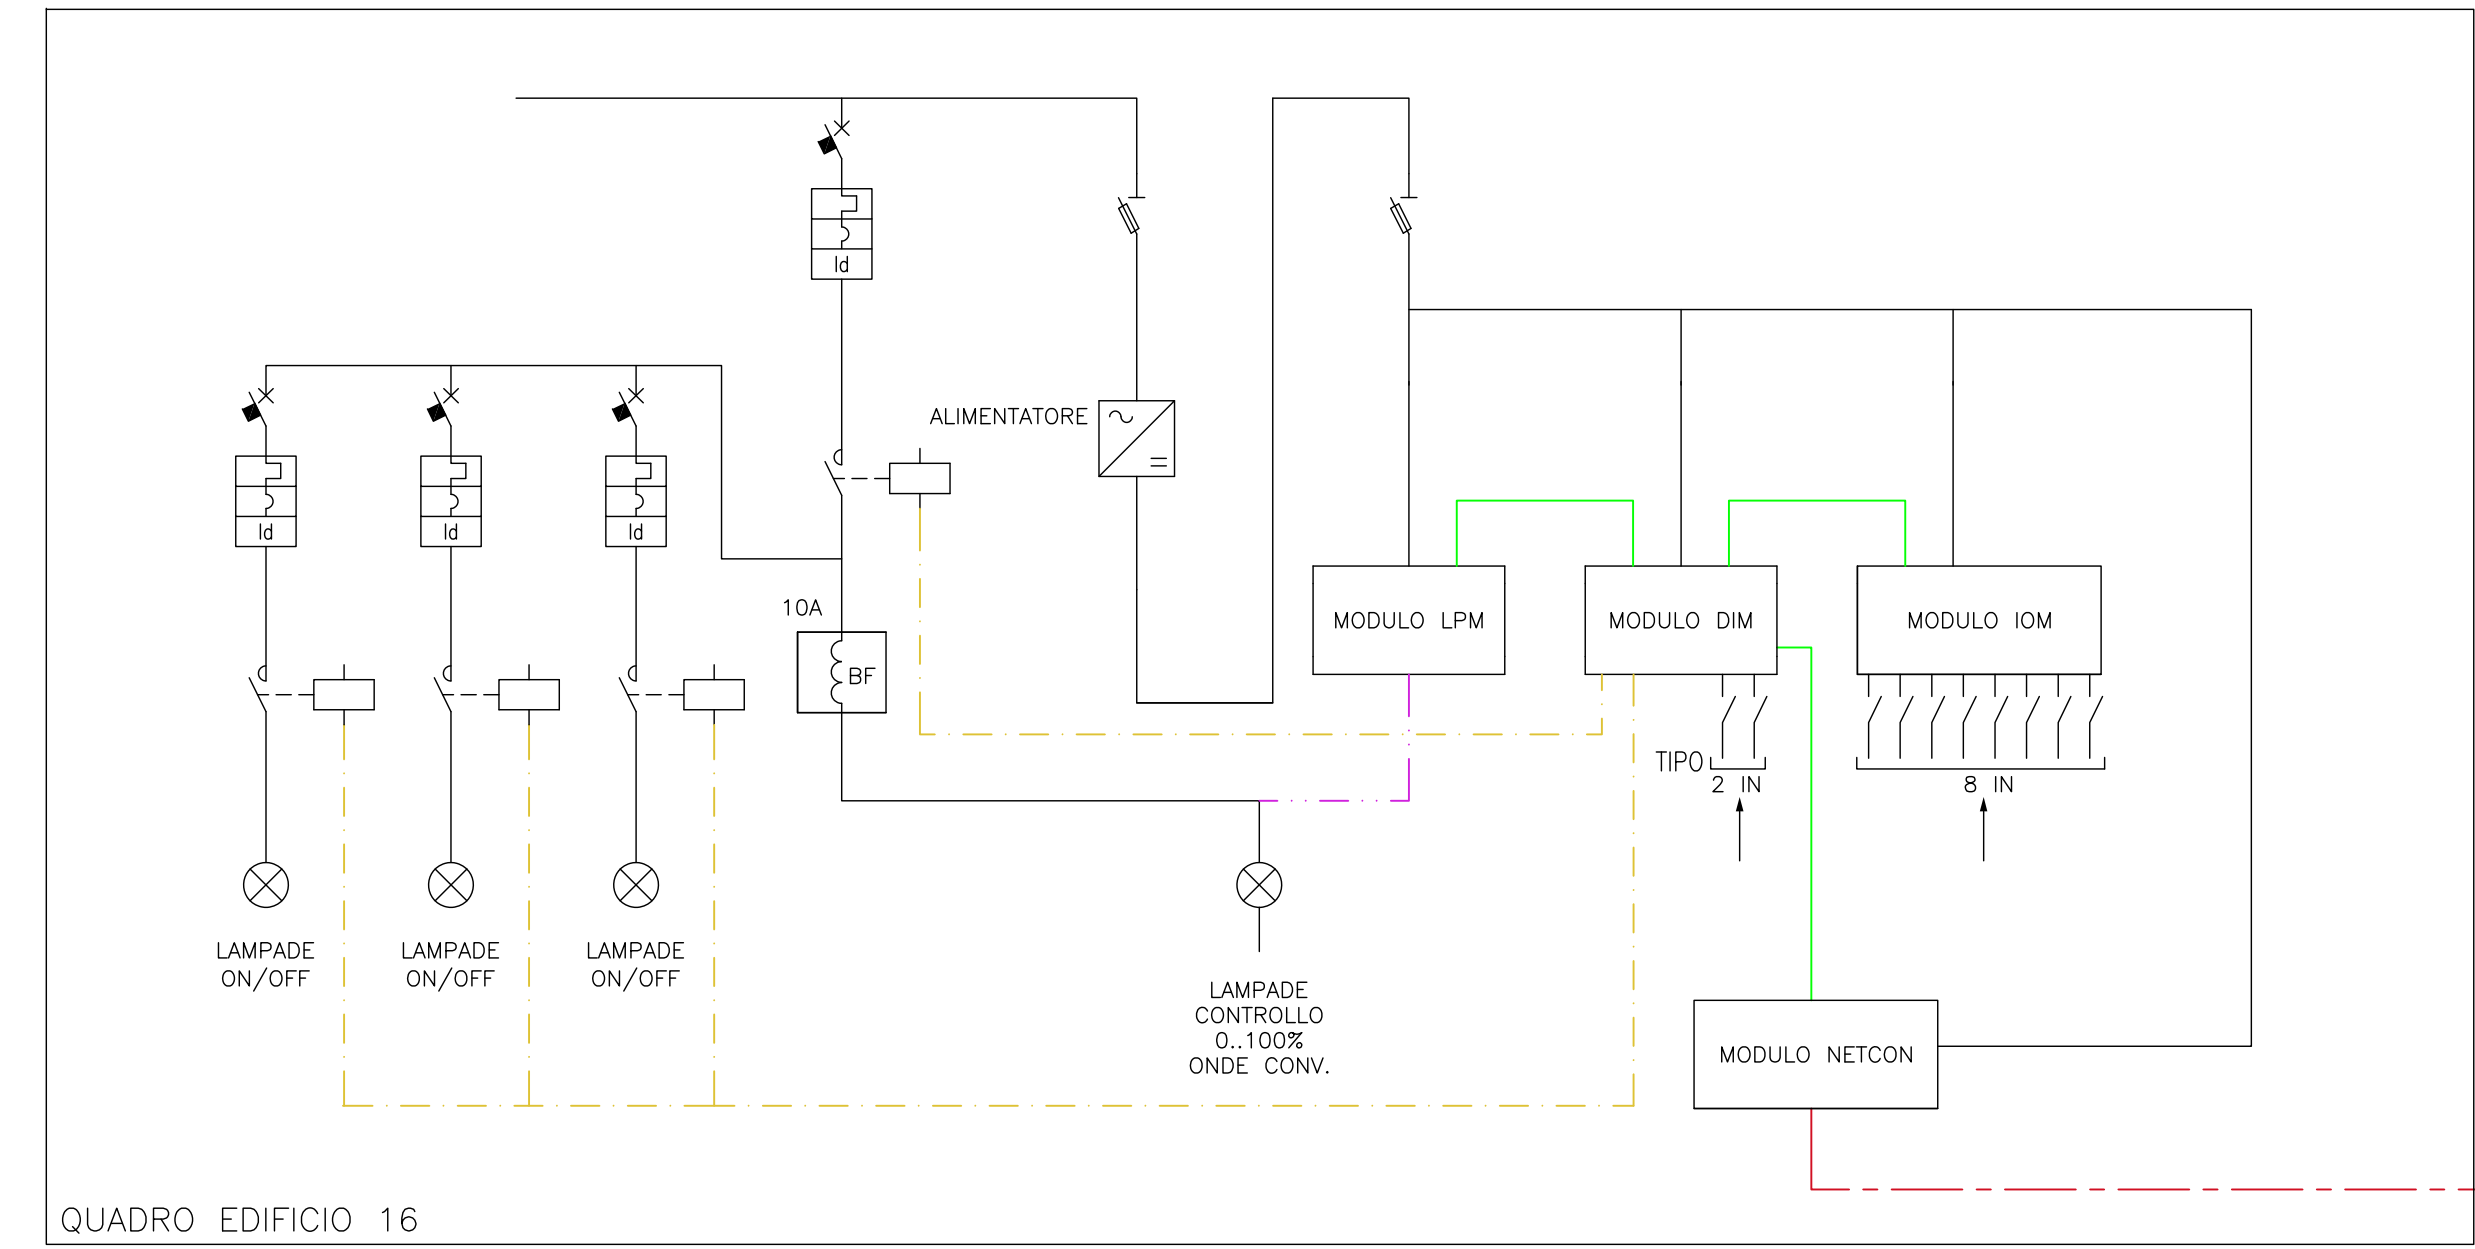 Id
ALIMENTATORE
Id
Id
Id
10A
BF
MODULO LPM
MODULO DIM
MODULO IOM
TIPO
2 IN
8 IN
LAMPADE
ON/OFF
LAMPADE
ON/OFF
LAMPADE
ON/OFF
LAMPADE
CONTROLLO
0..100%
ONDE CONV.
MODULO NETCON
QUADRO EDIFICIO 16